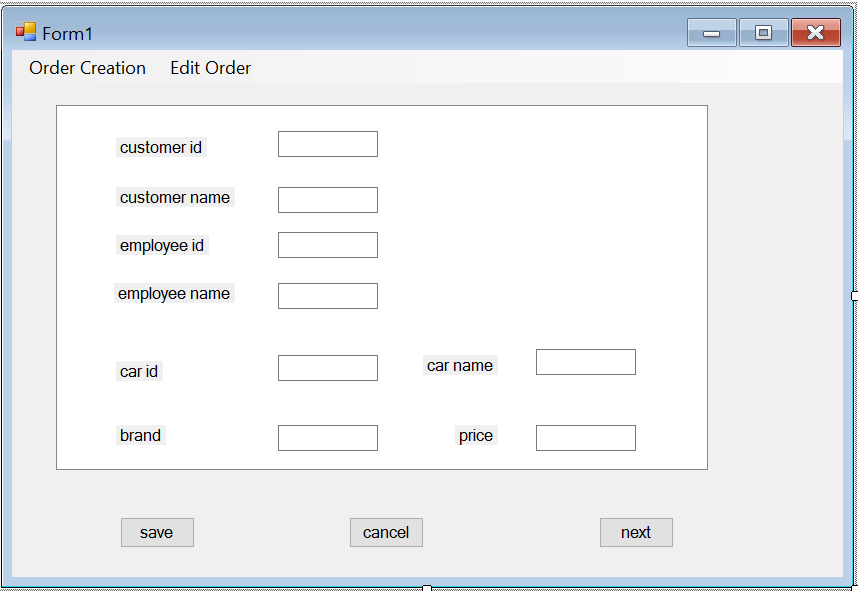 Form1
Order Creation Edit Order
customer id
customer name
employee id
employee name
car id car name
brand price
save cancel next